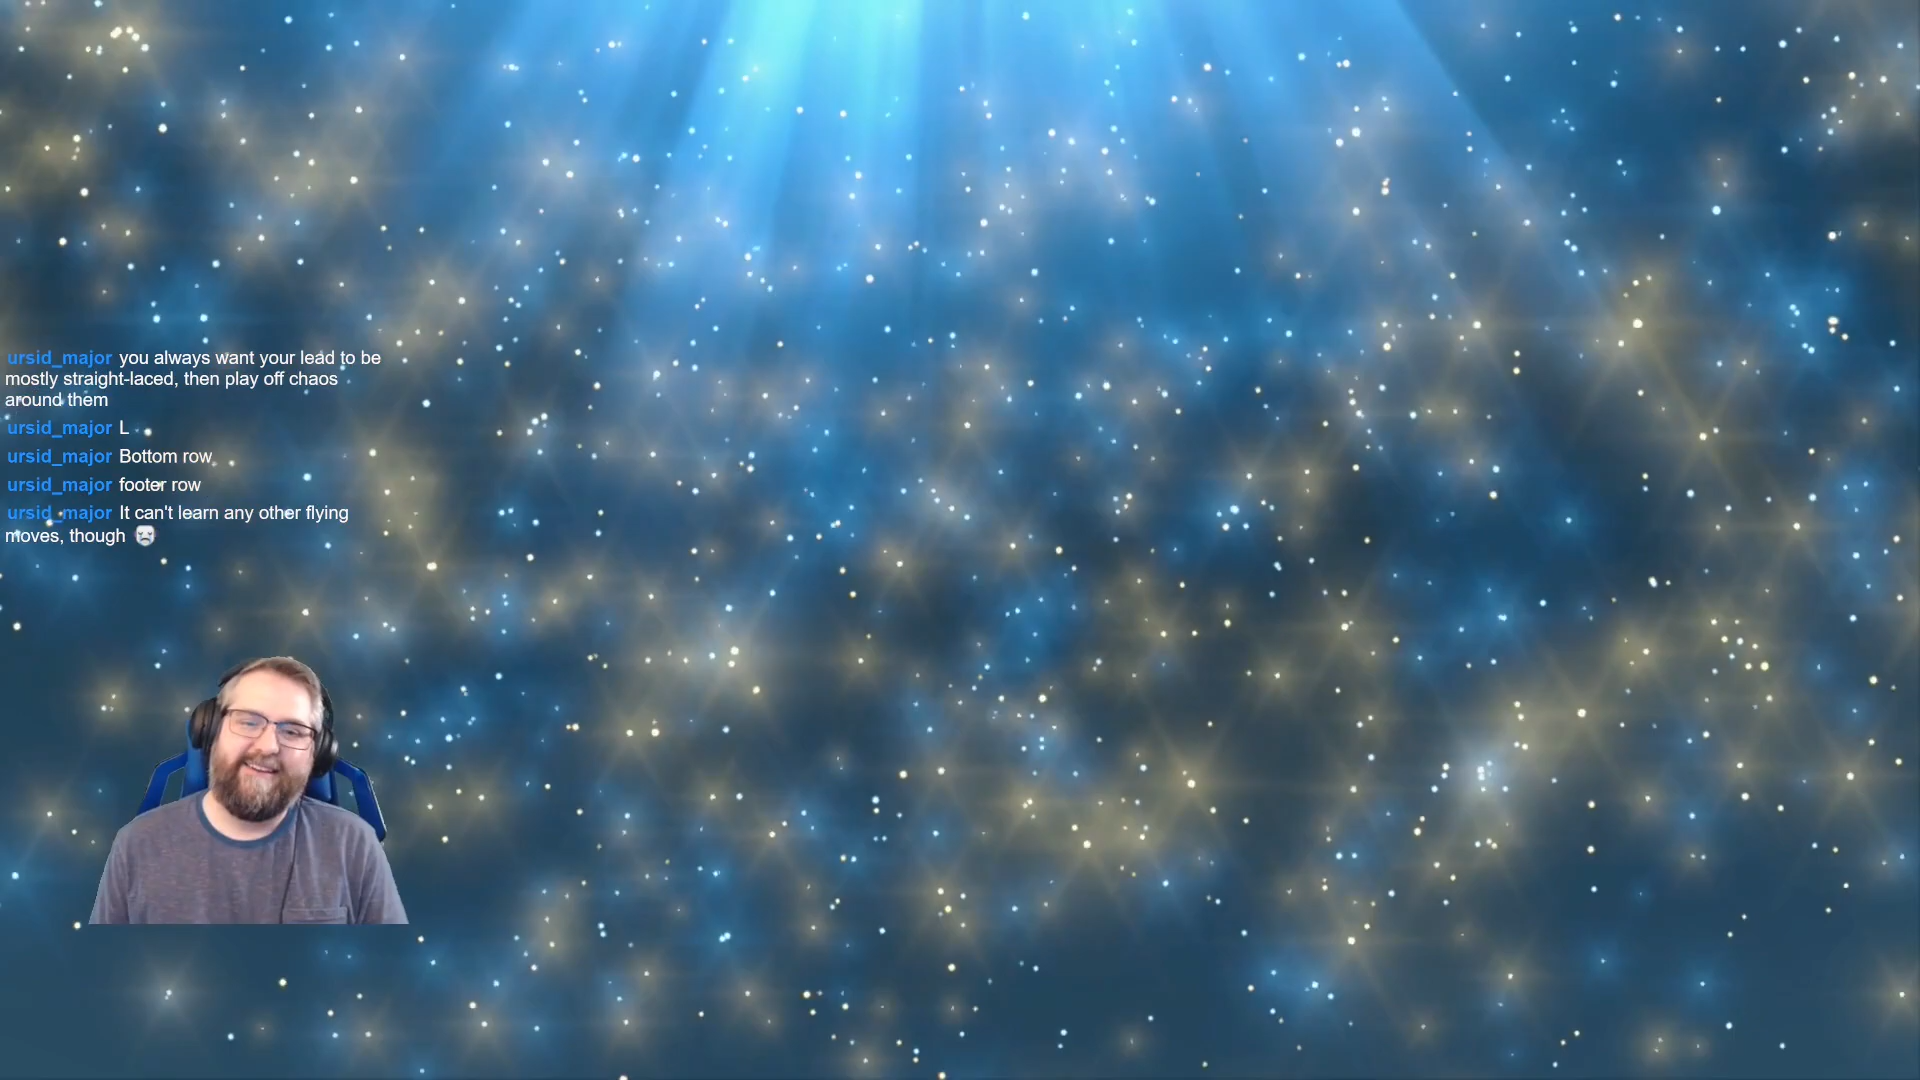 ursid_major you always want your lead to be
mostly straight-laced, then play off chaos
around them
ursid_major L
ursid_major Bottom row
ursid_major footer row
ursid_major It can't learn any other flying
moves, though